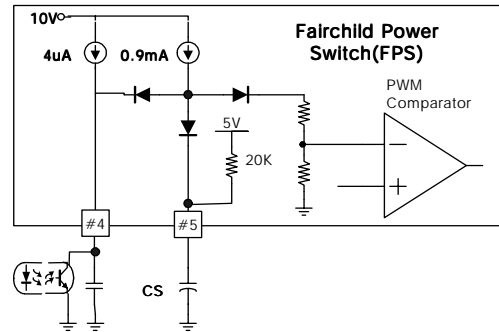 10V
Fairchild Power
Switch(FPS)
4uA
0.9mA
PWM
Comparator
5V
20K
−
+
#4
#5
CS